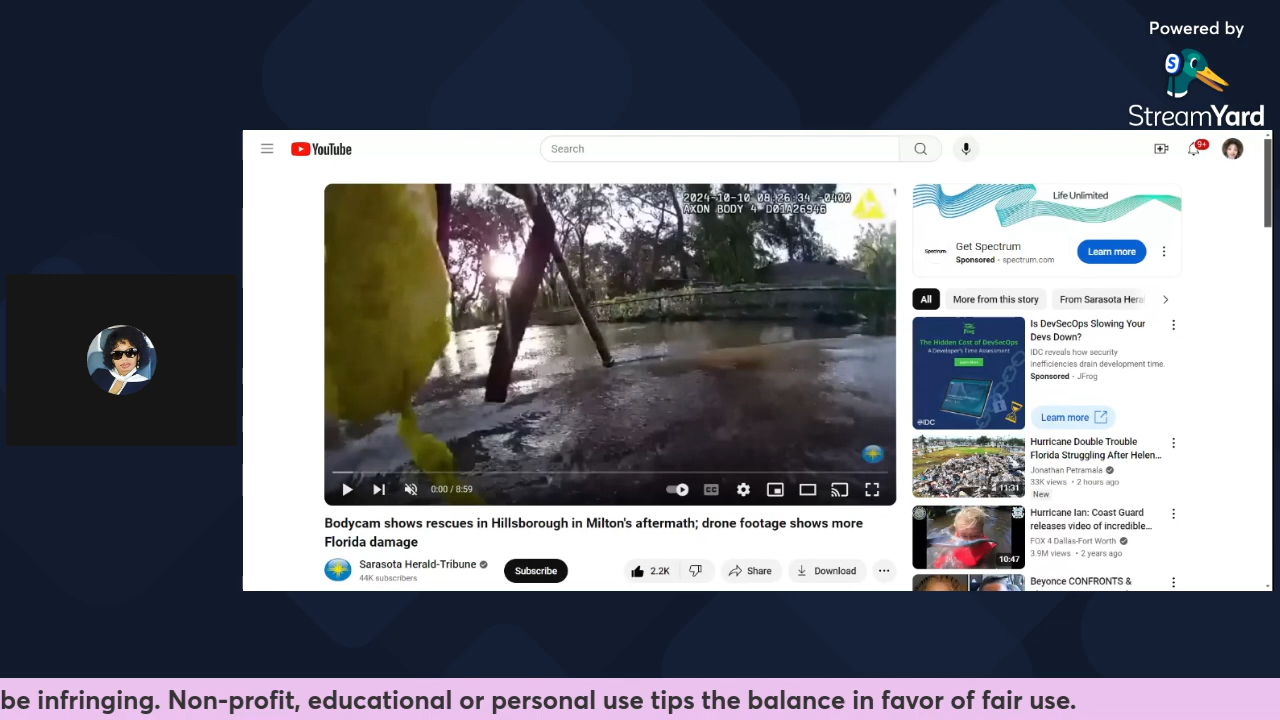 Powered by
StreamYard
YouTube
Search
9+
2024-10-10 08:26:34 -0400
AXON BODY 4 D01A26946
0:00 / 8:59
CC
Bodycam shows rescues in Hillsborough in Milton's aftermath; drone footage shows more
Florida damage
Sarasota Herald-Tribune
44K subscribers
Subscribe
2.2K
Share
Download
Life Unlimited
Spectrum
Get Spectrum
Sponsored · spectrum.com
Learn more
All
More from this story
From Sarasota Hera
The Hidden Cost of DevSecOps
A Developer's Time Assessment
@IDC
Is DevSecOps Slowing Your
Devs Down?
IDC reveals how security
inefficiencies drain development time.
Sponsored · JFrog
Learn more
11:31
Hurricane Double Trouble
Florida Struggling After Helen...
Jonathan Petramala
33K views • 2 hours ago
New
10:47
Hurricane Ian: Coast Guard
releases video of incredible...
FOX 4 Dallas-Fort Worth
3.9M views • 2 years ago
Beyonce CONFRONTS &
be infringing. Non-profit, educational or personal use tips the balance in favor of fair use.